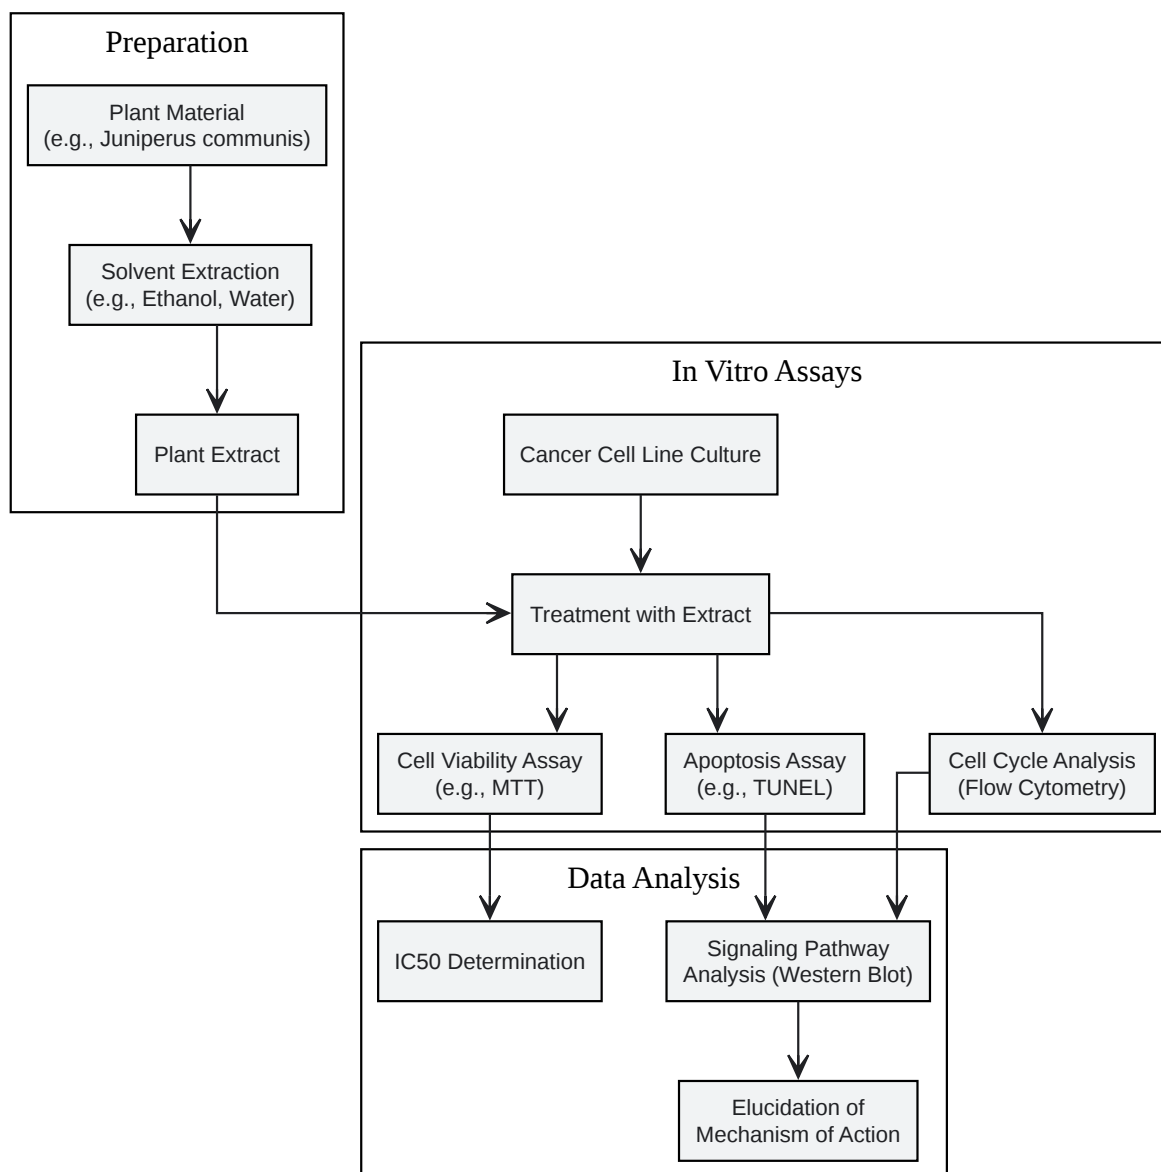 Preparation
Plant Material
(e.g., Juniperus communis)
Solvent Extraction
(e.g., Ethanol, Water)
Plant Extract
In Vitro Assays
Cancer Cell Line Culture
Treatment with Extract
Cell Viability Assay
(e.g., MTT)
Apoptosis Assay
(e.g., TUNEL)
Cell Cycle Analysis
(Flow Cytometry)
Data Analysis
IC50 Determination
Signaling Pathway
Analysis (Western Blot)
Elucidation of
Mechanism of Action